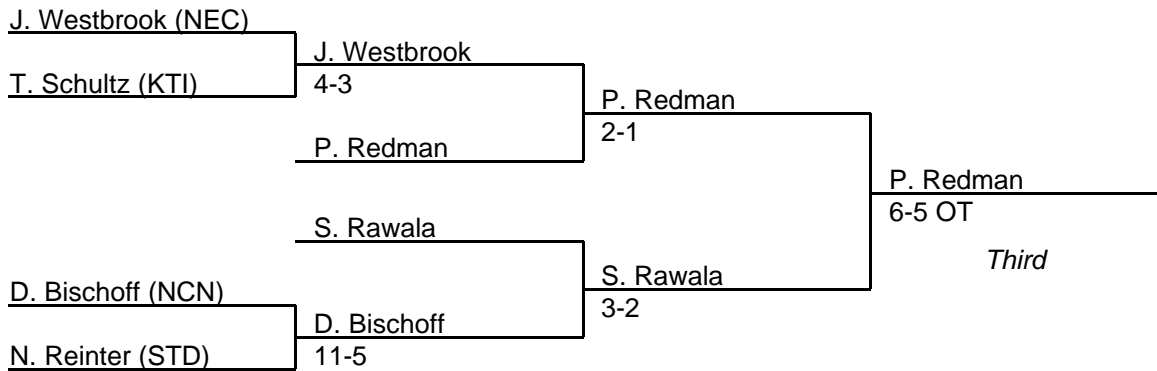 J. Westbrook (NEC)
J. Westbrook
T. Schultz (KTI)
4-3
P. Redman
2-1
P. Redman
P. Redman
6-5 OT
S. Rawala
Third
S. Rawala
D. Bischoff (NCN)
3-2
D. Bischoff
N. Reinter (STD)
11-5